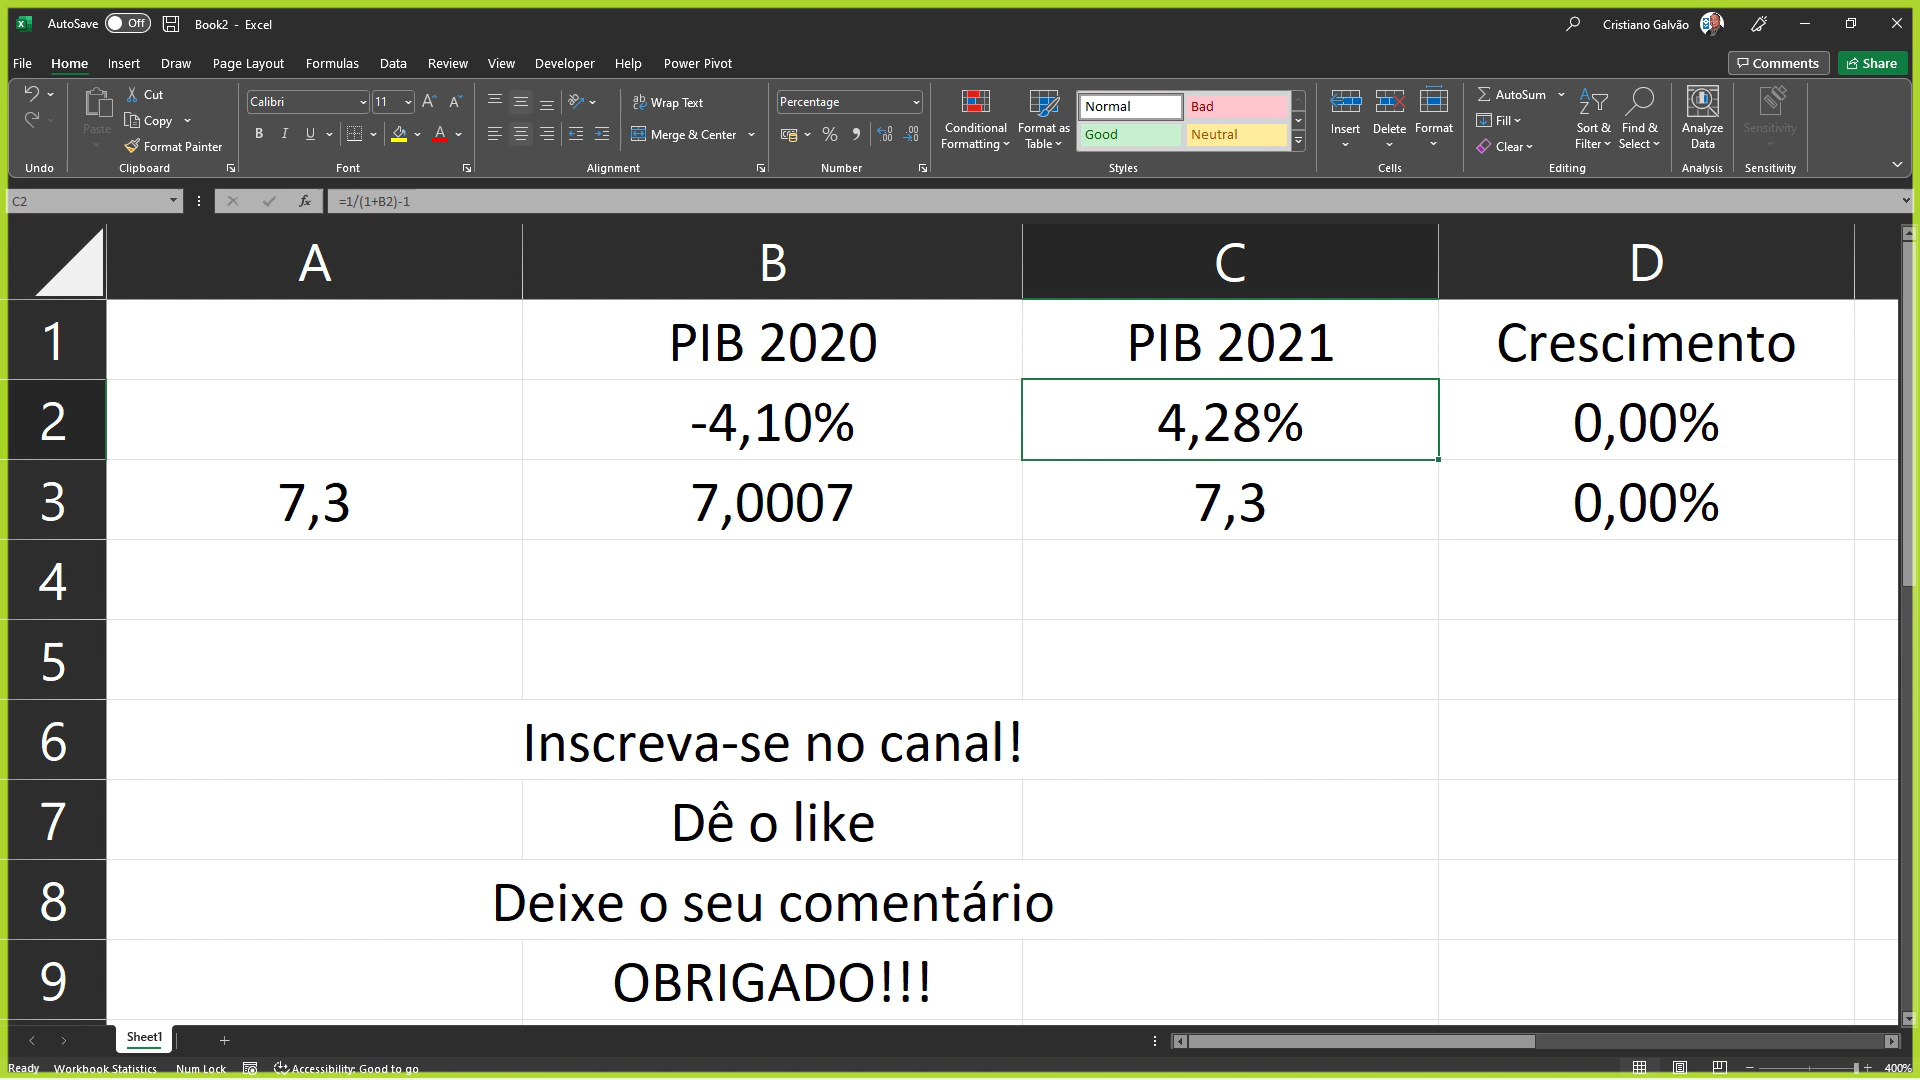 AutoSave Off Book2 - Excel Cristiano Galvão
File Home Insert Draw Page Layout Formulas Data Review View Developer Help Power Pivot Comments Share
Paste Cut Copy Format Painter
Calibri 11
B I U A
Wrap Text
Merge & Center
Percentage
Conditional Formatting Format as Table
Normal Bad
Good Neutral
Insert Delete Format
AutoSum Fill Clear
Sort & Filter Find & Select
Analyze Data Sensitivity
Undo Clipboard Font Alignment Number Styles Cells Editing Analysis Sensitivity
C2 fx =1/(1+B2)-1
A B C D
1 PIB 2020 PIB 2021 Crescimento
2 -4,10% 4,28% 0,00%
3 7,3 7,0007 7,3 0,00%
4
5
6 Inscreva-se no canal!
7 Dê o like
8 Deixe o seu comentário
9 OBRIGADO!!!
Sheet1
Ready Workbook Statistics Num Lock Accessibility: Good to go 400%